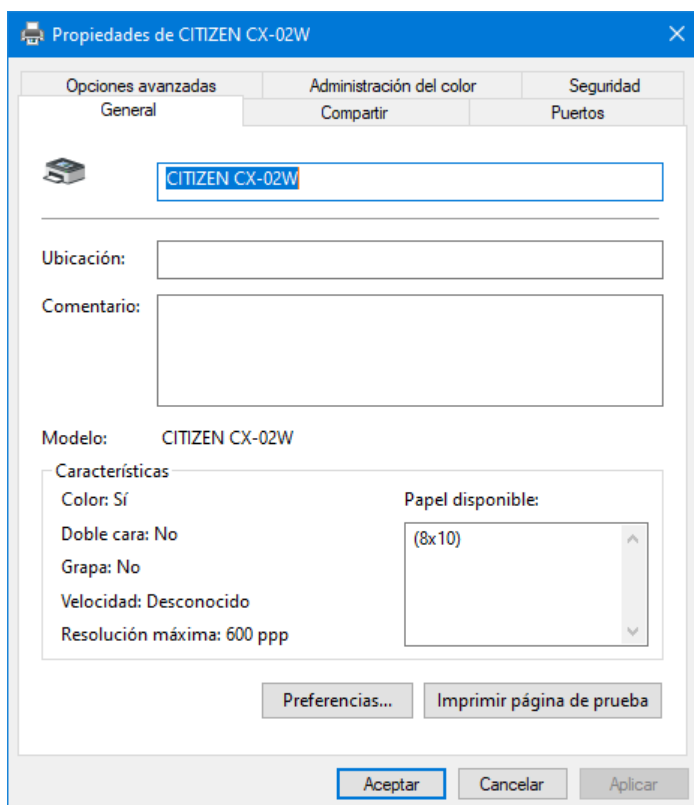 Propiedades de CITIZEN CX-02W
Opciones avanzadas
Administración del color
Seguridad
General
Compartir
Puertos
CITIZEN CX-02W
Ubicación:
Comentario:
Modelo: CITIZEN CX-02W
Características
Color: Sí
Doble cara: No
Grapa: No
Velocidad: Desconocido
Resolución máxima: 600 ppp
Papel disponible:
(8x10)
Preferencias...
Imprimir página de prueba
Aceptar
Cancelar
Aplicar